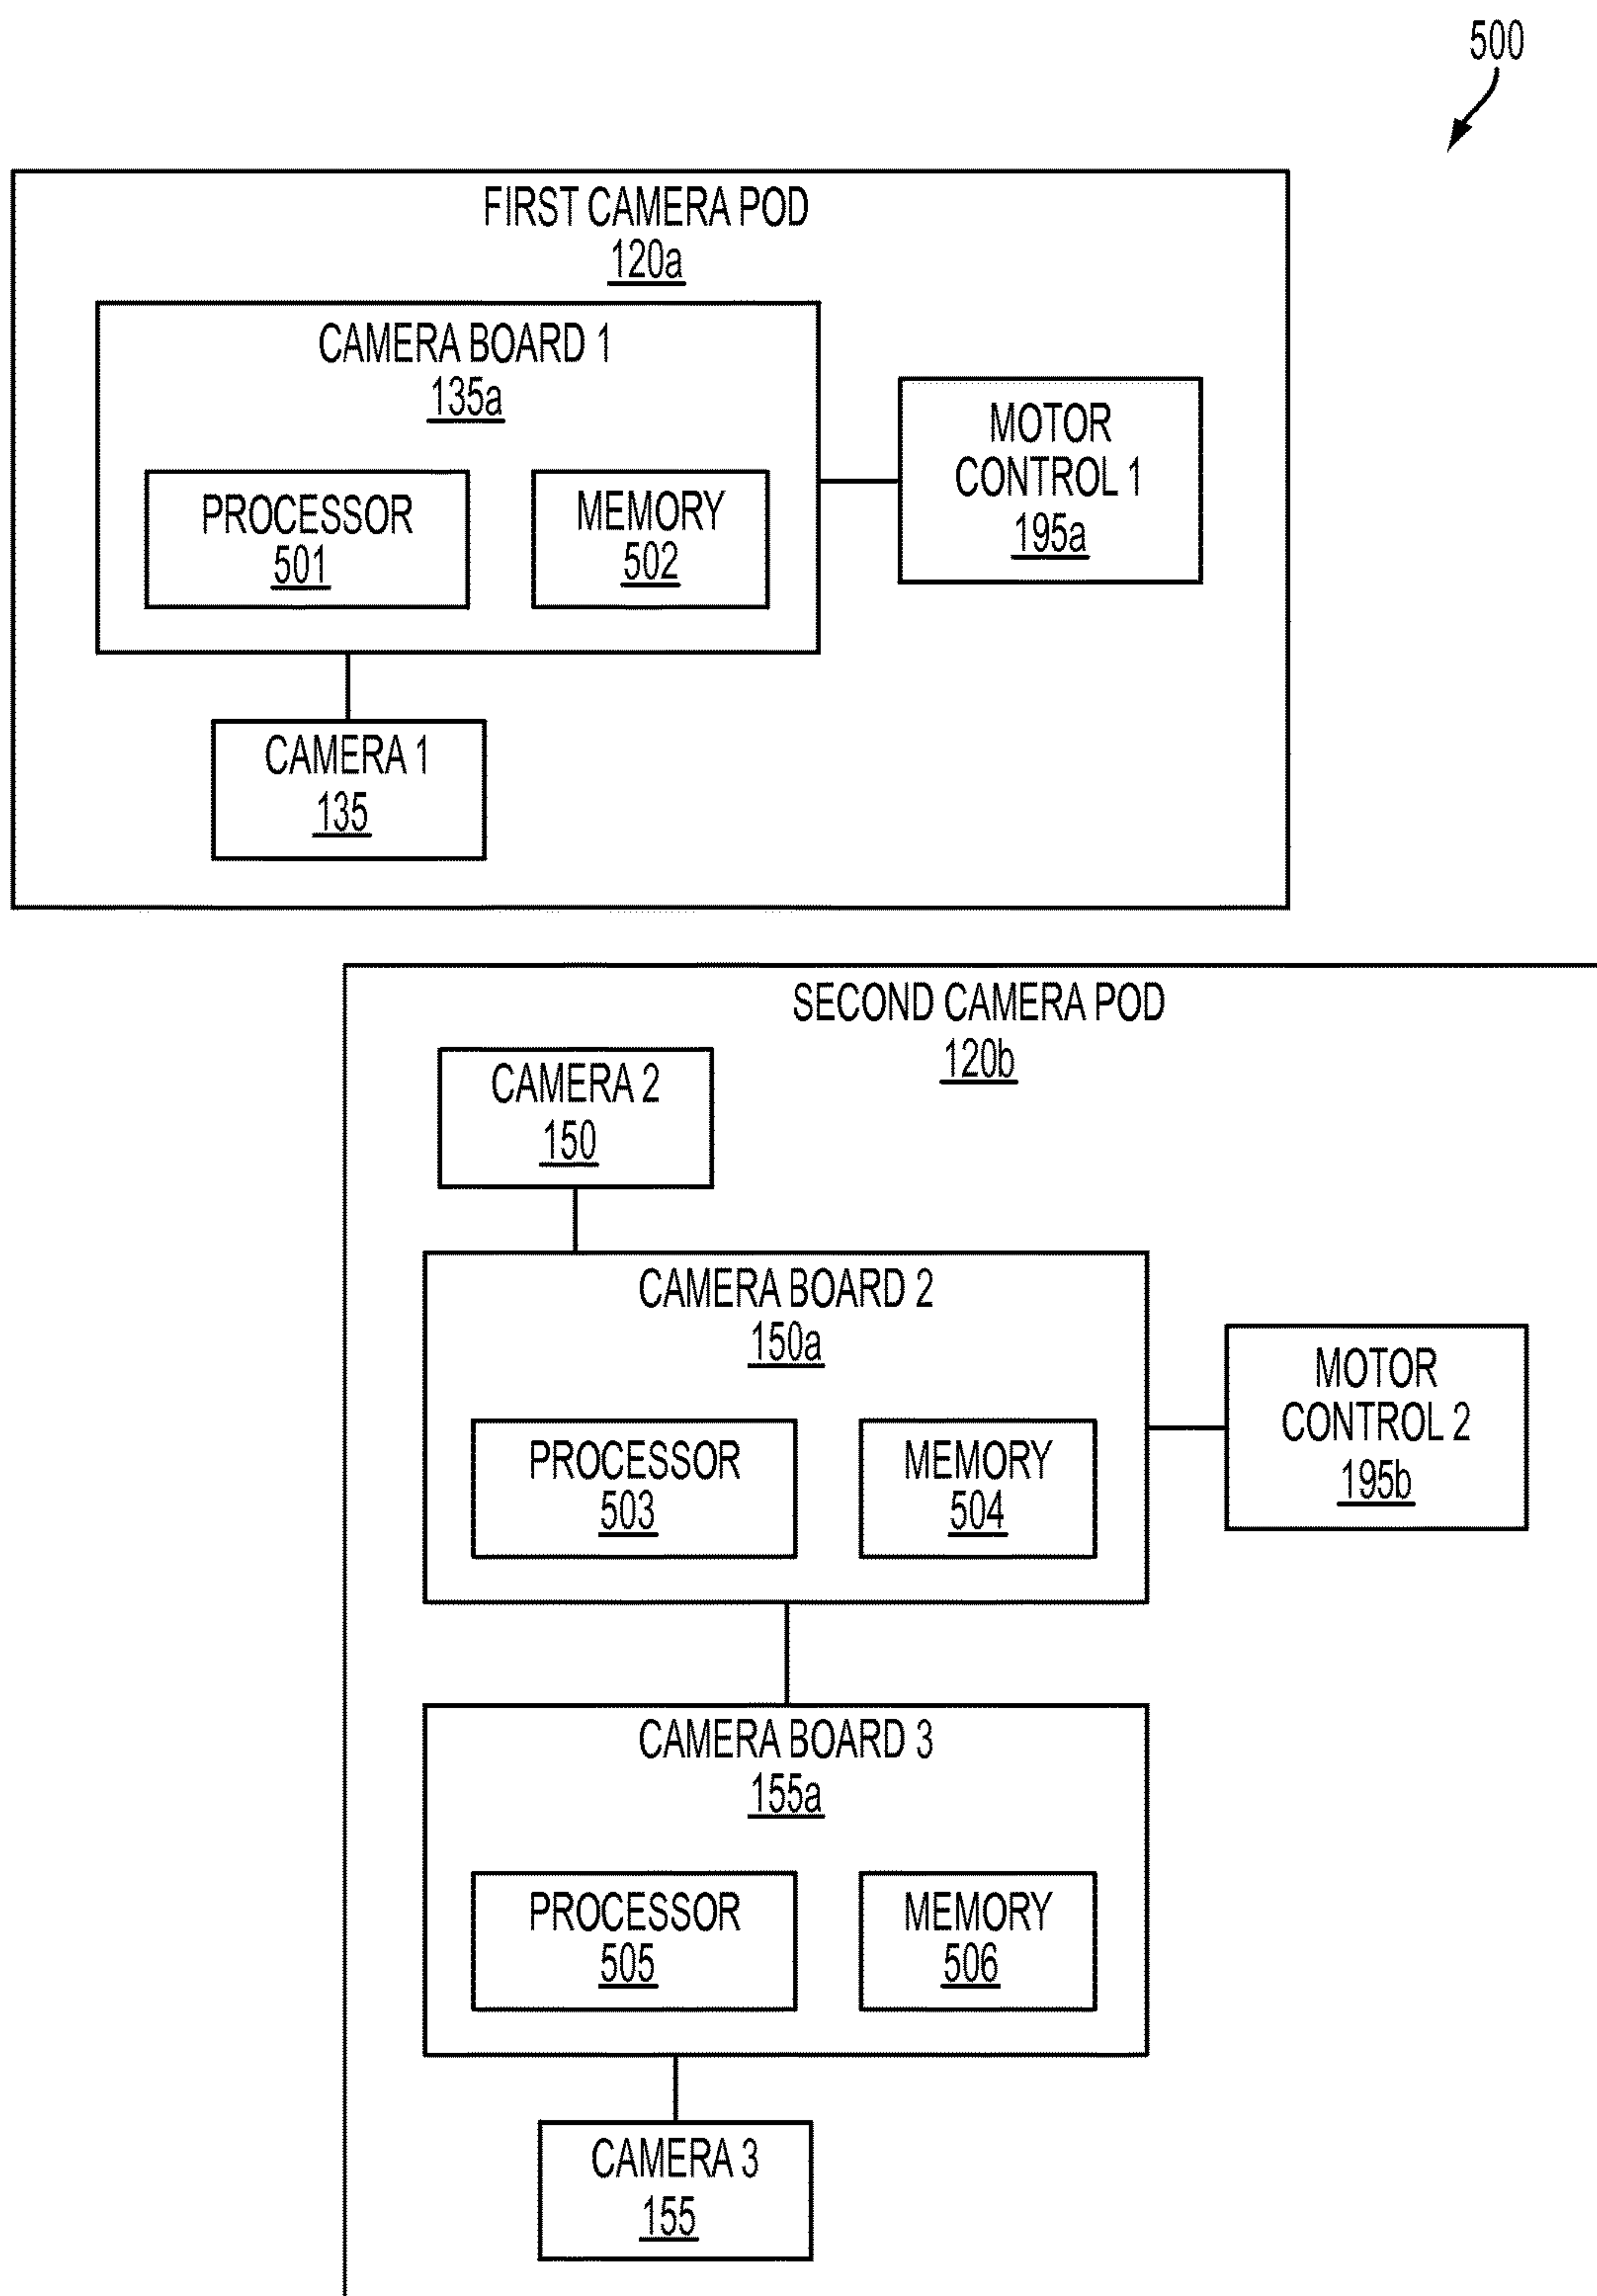 500
FIRST CAMERA POD
120a
CAMERA BOARD 1
135a
PROCESSOR
501
MEMORY
502
MOTOR
CONTROL 1
195a
CAMERA 1
135
SECOND CAMERA POD
120b
CAMERA 2
150
CAMERA BOARD 2
150a
PROCESSOR
503
MEMORY
504
MOTOR
CONTROL 2
195b
CAMERA BOARD 3
155a
PROCESSOR
505
MEMORY
506
CAMERA 3
155